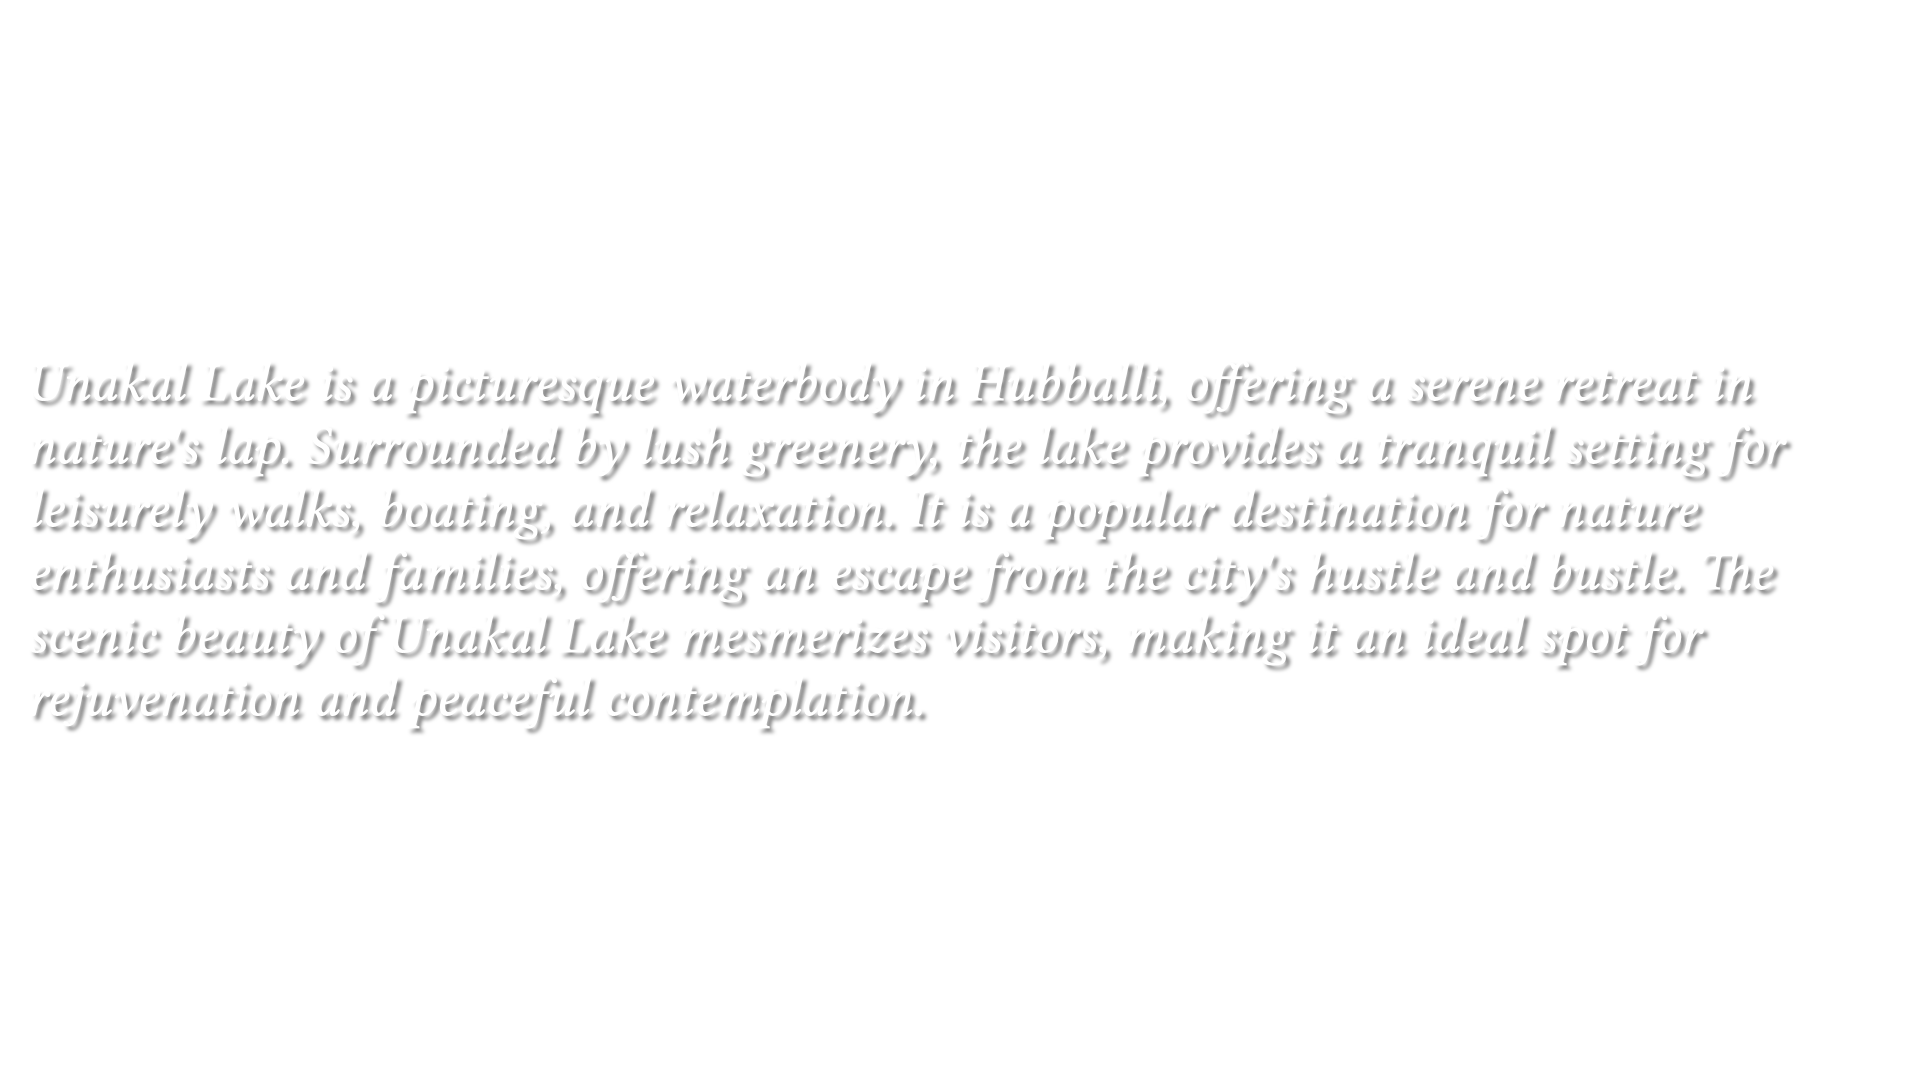 Unakal Lake is a picturesque waterbody in Hubballi, offering a serene retreat in
nature's lap. Surrounded by lush greenery, the lake provides a tranquil setting for
leisurely walks, boating, and relaxation. It is a popular destination for nature
enthusiasts and families, offering an escape from the city's hustle and bustle. The
scenic beauty of Unakal Lake mesmerizes visitors, making it an ideal spot for
rejuvenation and peaceful contemplation.